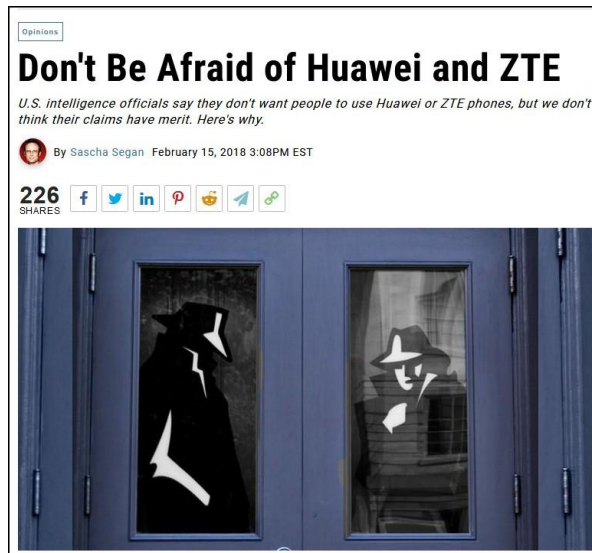 Opinions
Don't Be Afraid of Huawei and ZTE
U.S. intelligence officials say they don't want people to use Huawei or ZTE phones, but we don't
think their claims have merit. Here's why.
By Sascha Segan February 15, 2018 3:08PM EST
226
SHARES